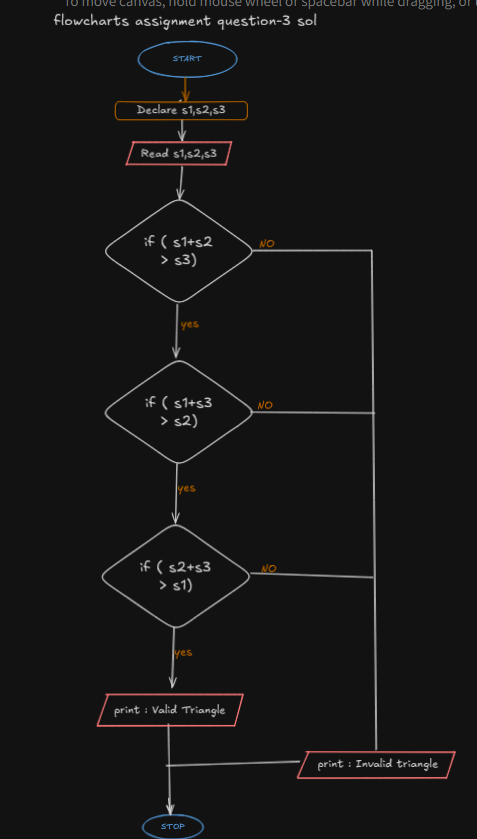 To move canvas, hold mouse wheel or spacebar while dragging, or
flowcharts assignment question-3 sol
START
Declare s1,s2,s3
Read s1,s2,s3
if ( s1+s2
> s3)
NO
yes
if ( s1+s3
> s2)
NO
yes
if ( s2+s3
> s1)
NO
yes
print : Valid Triangle
print : Invalid triangle
STOP